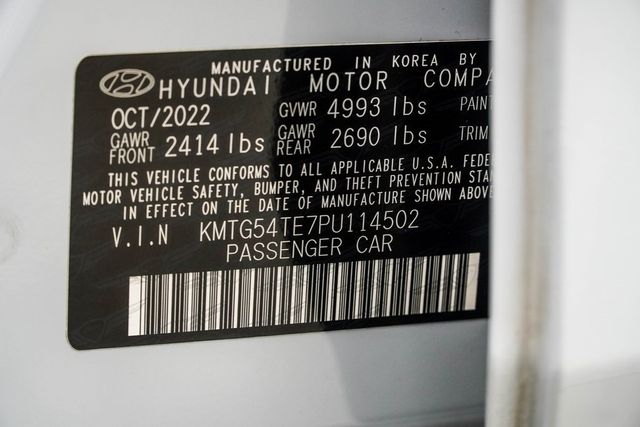 MANUFACTURED IN KOREA BY
HYUNDAI MOTOR COMPA
OCT/2022 GVWR 4993 lbs PAIN
GAWR FRONT 2414 lbs GAWR REAR 2690 lbs TRIM
THIS VEHICLE CONFORMS TO ALL APPLICABLE U.S.A. FEDE
MOTOR VEHICLE SAFETY, BUMPER, AND THEFT PREVENTION STA
IN EFFECT ON THE DATE OF MANUFACTURE SHOWN ABOVE
V.I.N KMTG54TE7PU114502
PASSENGER CAR